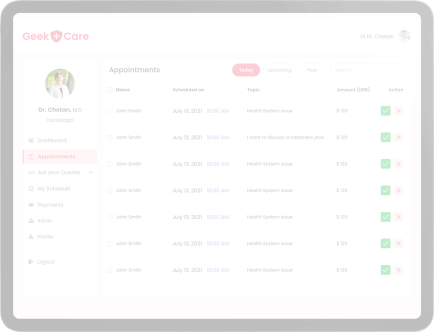 Geek Care
Hi Dr. Chetan
Dr. Chetan, M.D
Cardiologist
Dashboard
Appointments
Ask your Queries
My Schedule
Payments
Inbox
Profile
Logout
Appointments
Today
Upcoming
Past
Search
Name Scheduled on Topic Amount (USD) Action
John Smith July 13, 2021 - 10:00 AM Health System Issue $ 120
John Smith July 13, 2021 - 10:00 AM I want to discuss a treatment plan $ 120
John Smith July 13, 2021 - 10:00 AM Health System Issue $ 120
John Smith July 13, 2021 - 10:00 AM Health System Issue $ 120
John Smith July 13, 2021 - 10:00 AM Health System Issue $ 120
John Smith July 13, 2021 - 10:00 AM Health System Issue $ 120
John Smith July 13, 2021 - 10:00 AM Health System Issue $ 120